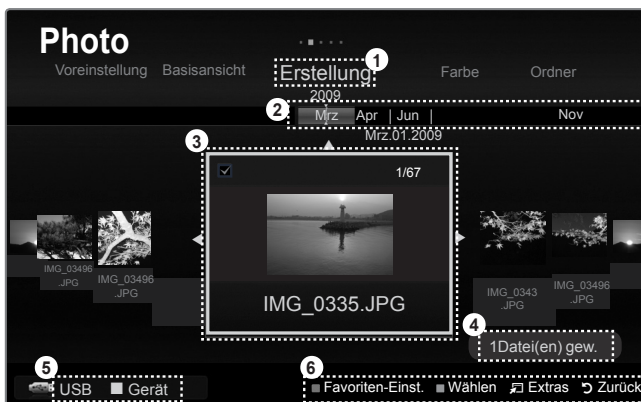 Photo
Voreinstellung Basisansicht Erstellung Farbe Ordner
1
2009
2
Mrz Apr Jun Nov
Mrz.01.2009
3
1/67
IMG_03496
.JPG
IMG_03496
.JPG
IMG_0335.JPG
IMG_0343
.JPG
IMG_03496
.JPG
4
1Datei(en) gew.
5
USB Gerät
6
Favoriten-Einst. Wählen Extras Zurück